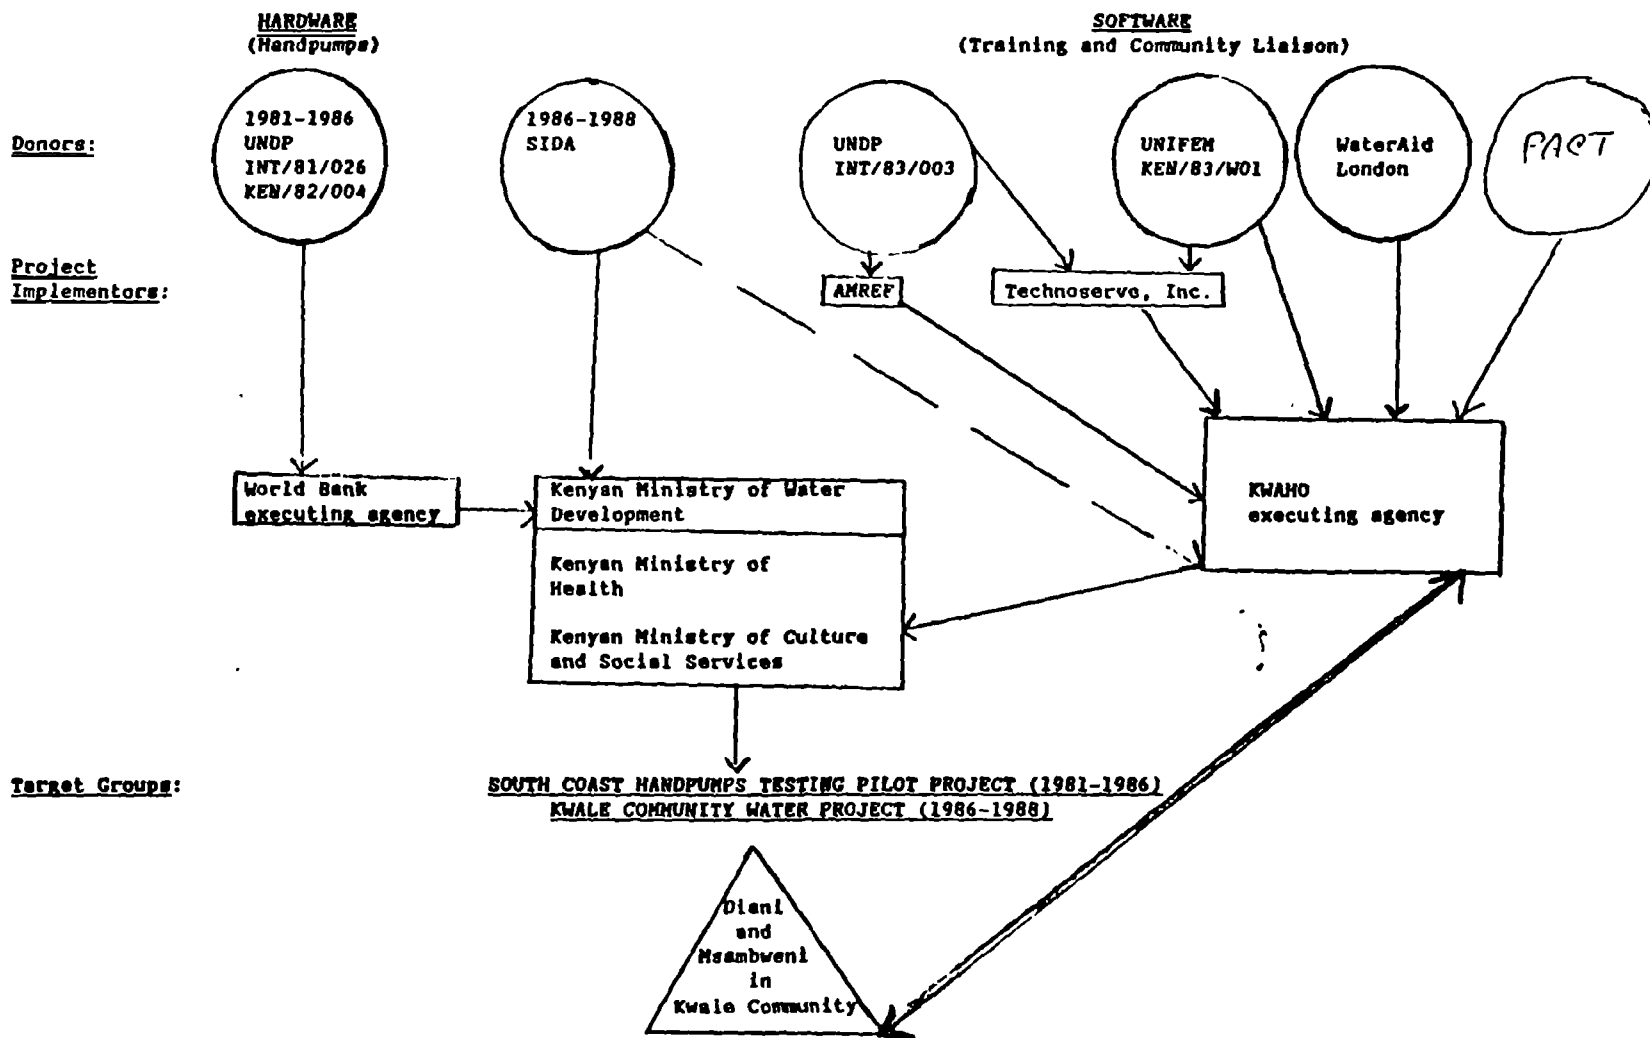 HARDWARE
(Handpumps)
SOFTWARE
(Training and Community Liaison)
Donors:
1981-1986
UNDP
INT/81/026
KEN/82/004
1986-1988
SIDA
UNDP
INT/83/003
UNIFEM
KEN/83/W01
WaterAid
London
PACT
Project
Implementors:
AMREF
Technoserve, Inc.
World Bank
executing agency
Kenyan Ministry of Water
Development
Kenyan Ministry of
Health
Kenyan Ministry of Culture
and Social Services
KWAHO
executing agency
Target Groups:
SOUTH COAST HANDPUMPS TESTING PILOT PROJECT (1981-1986)
KWALE COMMUNITY WATER PROJECT (1986-1988)
Diani
and
Msambweni
in
Kwale Community